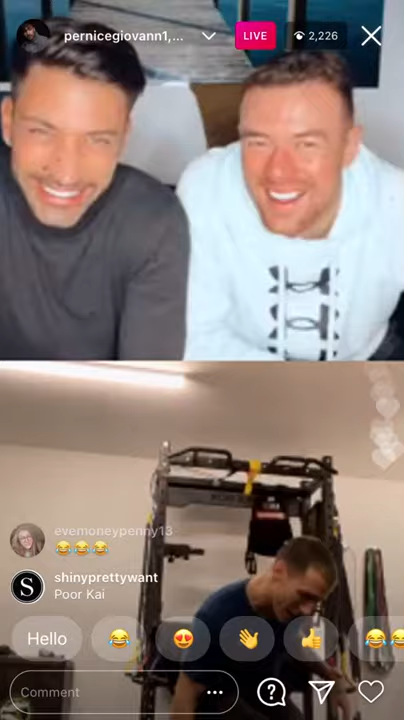 pernicegiovann1,...
LIVE
2,226
evemoneypenny13
😂😂😂
S
shinyprettywant
Poor Kai
Hello
Comment